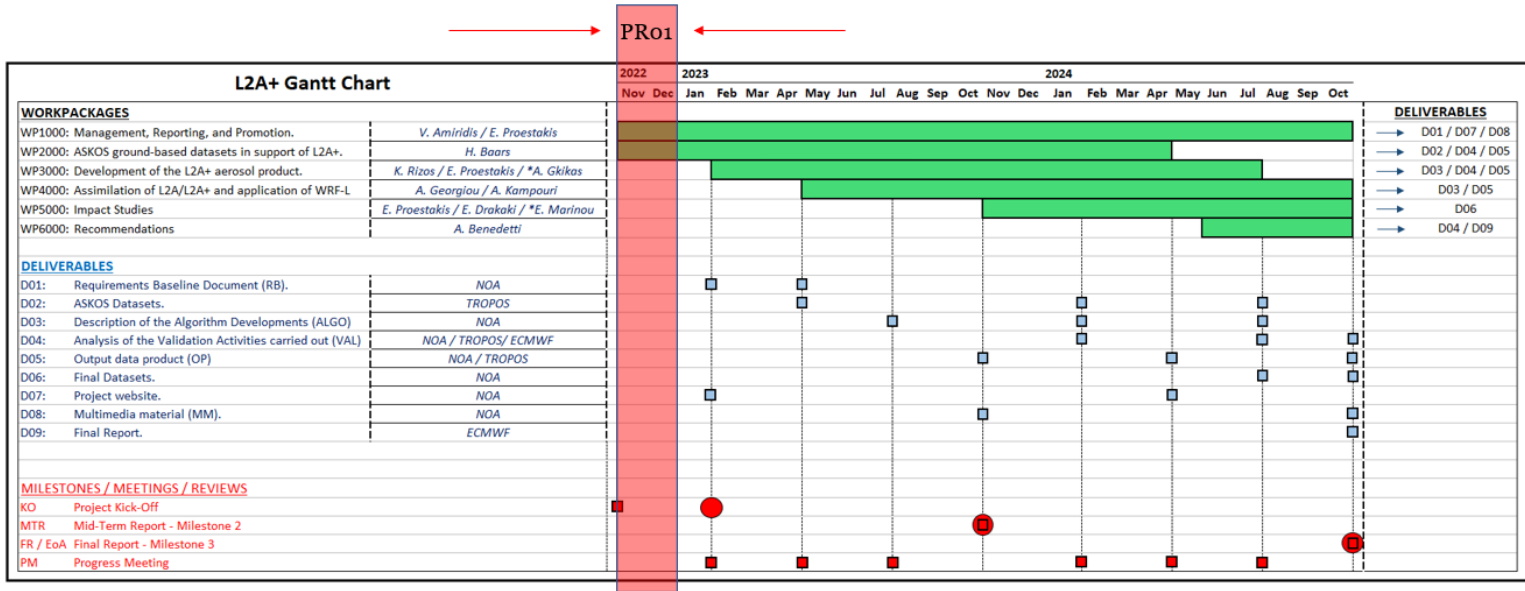 PR01
L2A+ Gantt Chart
2022 2023 2024
Nov Dec Jan Feb Mar Apr May Jun Jul Aug Sep Oct Nov Dec Jan Feb Mar Apr May Jun Jul Aug Sep Oct
WORKPACKAGES DELIVERABLES
WP1000: Management, Reporting, and Promotion. V. Amiridis / E. Proestakis D01 / D07 / D08
WP2000: ASKOS ground-based datasets in support of L2A+. H. Baars D02 / D04 / D05
WP3000: Development of the L2A+ aerosol product. K. Rizos / E. Proestakis / *A. Gkikas D03 / D04 / D05
WP4000: Assimilation of L2A/L2A+ and application of WRF-L A. Georgiou / A. Kampouri D03 / D05
WP5000: Impact Studies E. Proestakis / E. Drakaki / *E. Marinou D06
WP6000: Recommendations A. Benedetti D04 / D09
DELIVERABLES
D01: Requirements Baseline Document (RB). NOA
D02: ASKOS Datasets. TROPOS
D03: Description of the Algorithm Developments (ALGO) NOA
D04: Analysis of the Validation Activities carried out (VAL) NOA / TROPOS/ ECMWF
D05: Output data product (OP) NOA / TROPOS
D06: Final Datasets. NOA
D07: Project website. NOA
D08: Multimedia material (MM). NOA
D09: Final Report. ECMWF
MILESTONES / MEETINGS / REVIEWS
KO Project Kick-Off
MTR Mid-Term Report - Milestone 2
FR / EoA Final Report - Milestone 3
PM Progress Meeting